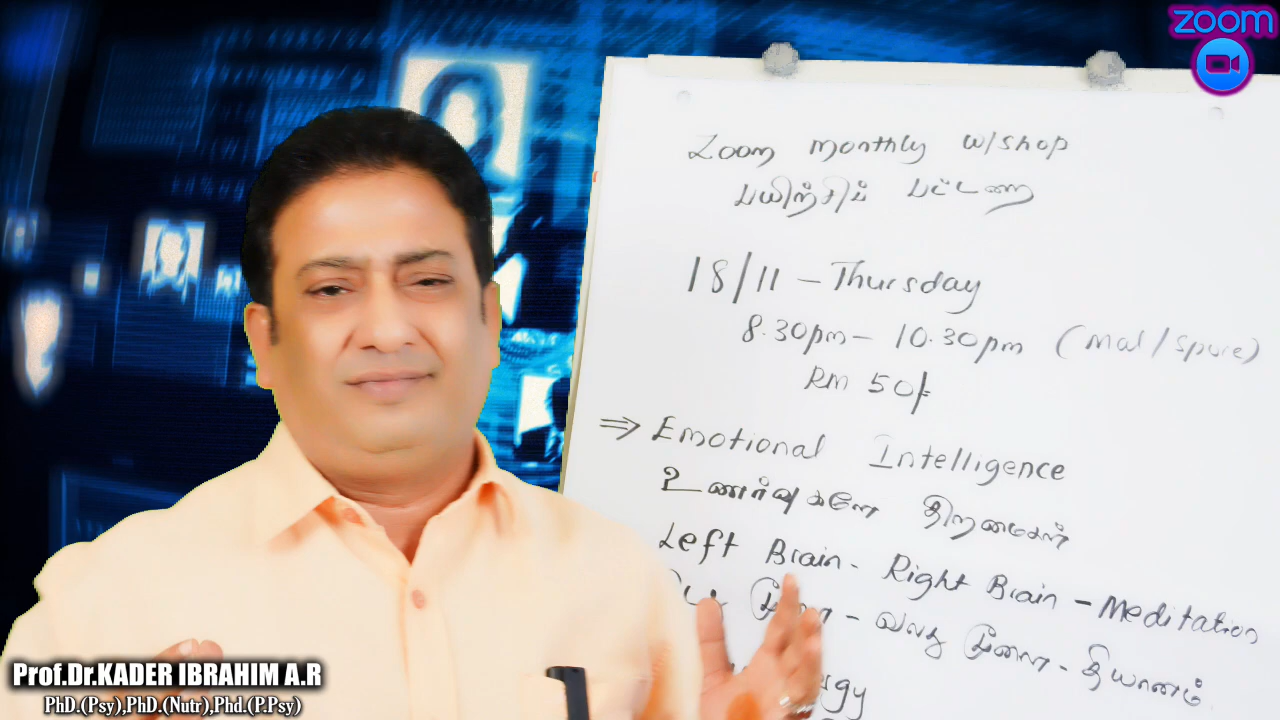 zoom
Zoom monthly w/shop
பயிற்சிப் பட்டறை
18/11 – Thursday
8.30pm – 10.30pm (mal/spore)
RM 50/-
⇒ Emotional Intelligence
உணர்வுகளே திறமைகள்
Left Brain - Right Brain - Meditation
மூளை - வலது மூளை - தியானம்
Prof.Dr.KADER IBRAHIM A.R
PhD.(Psy),PhD.(Nutr),Phd.(P.Psy)